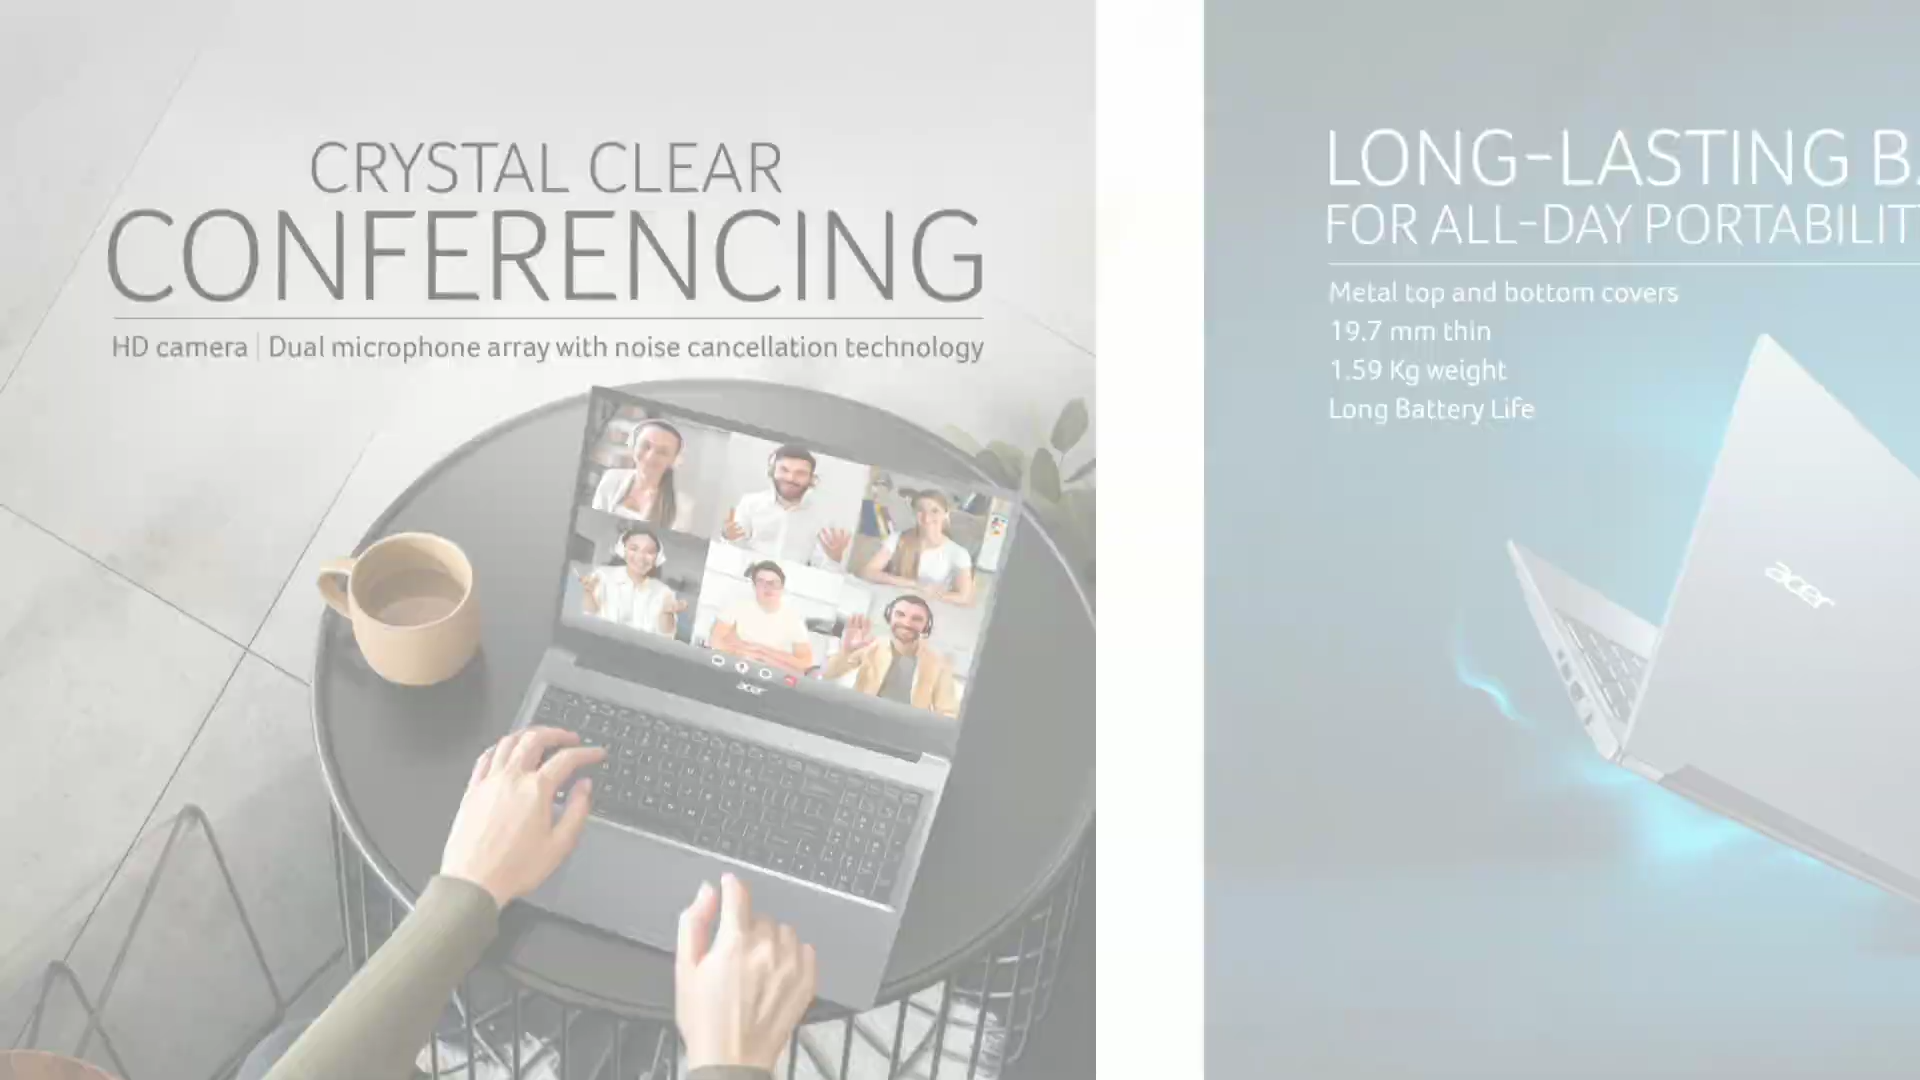 CRYSTAL CLEAR
CONFERENCING
HD camera | Dual microphone array with noise cancellation technology
acer
LONG-LASTING
FOR ALL-DAY
Metal top and bottom covers
19.7 mm thin
1.59 Kg weight
Long Battery Life
acer